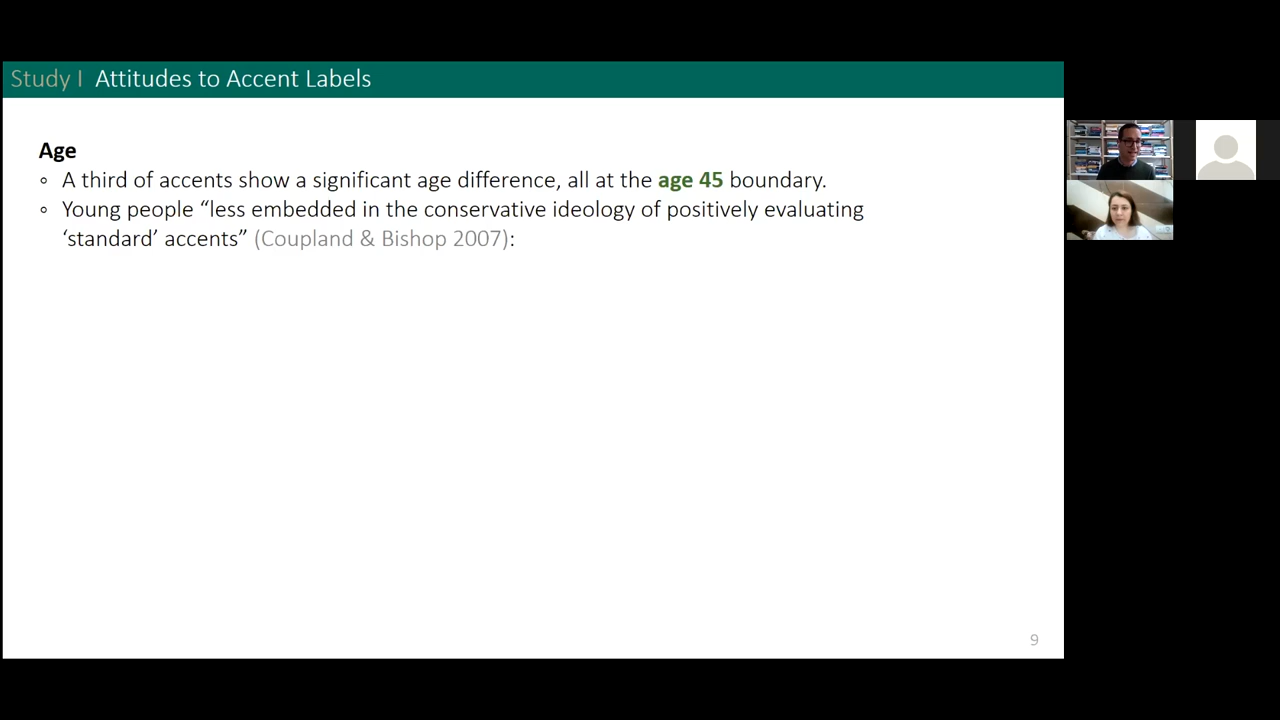 Study I Attitudes to Accent Labels
Age
◦ A third of accents show a significant age difference, all at the age 45 boundary.
◦ Young people “less embedded in the conservative ideology of positively evaluating
‘standard’ accents” (Coupland & Bishop 2007):
9